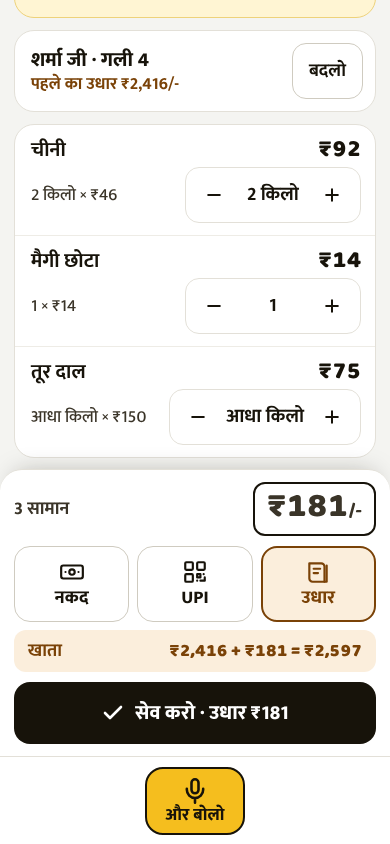 शर्मा जी · गली 4
पहले का उधार ₹2,416/-
बदलो
चीनी
₹92
2 किलो × ₹46
− 2 किलो +
मैगी छोटा
₹14
1 × ₹14
− 1 +
तूर दाल
₹75
आधा किलो × ₹150
− आधा किलो +
3 सामान
₹181/-
नकद
UPI
उधार
खाता
₹2,416 + ₹181 = ₹2,597
सेव करो · उधार ₹181
और बोलो